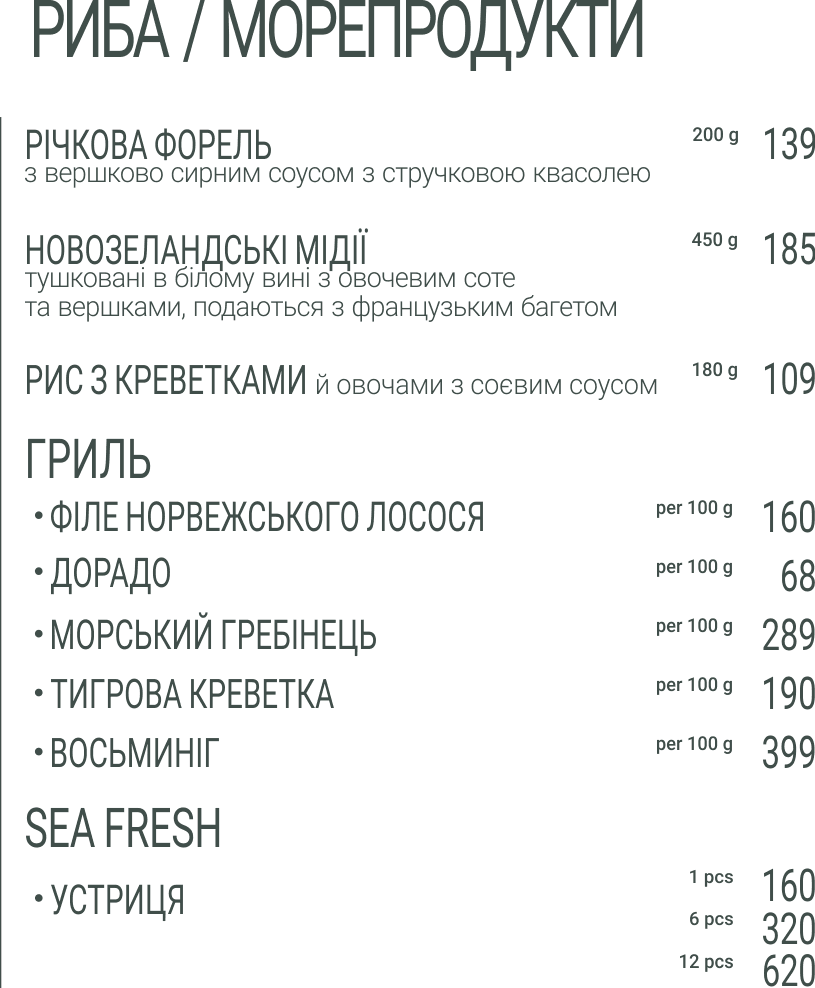 РИБА / МОРЕПРОДУКТИ
РІЧКОВА ФОРЕЛЬ 200 g 139
з вершково сирним соусом з стручковою квасолею
НОВОЗЕЛАНДСЬКІ МІДІЇ 450 g 185
тушковані в білому вині з овочевим соте
та вершками, подаються з французьким багетом
РИС З КРЕВЕТКАМИ й овочами з соєвим соусом 180 g 109
ГРИЛЬ
• ФІЛЕ НОРВЕЖСЬКОГО ЛОСОСЯ per 100 g 160
• ДОРАДО per 100 g 68
• МОРСЬКИЙ ГРЕБІНЕЦЬ per 100 g 289
• ТИГРОВА КРЕВЕТКА per 100 g 190
• ВОСЬМИНІГ per 100 g 399
SEA FRESH
• УСТРИЦЯ 1 pcs 160
6 pcs 320
12 pcs 620